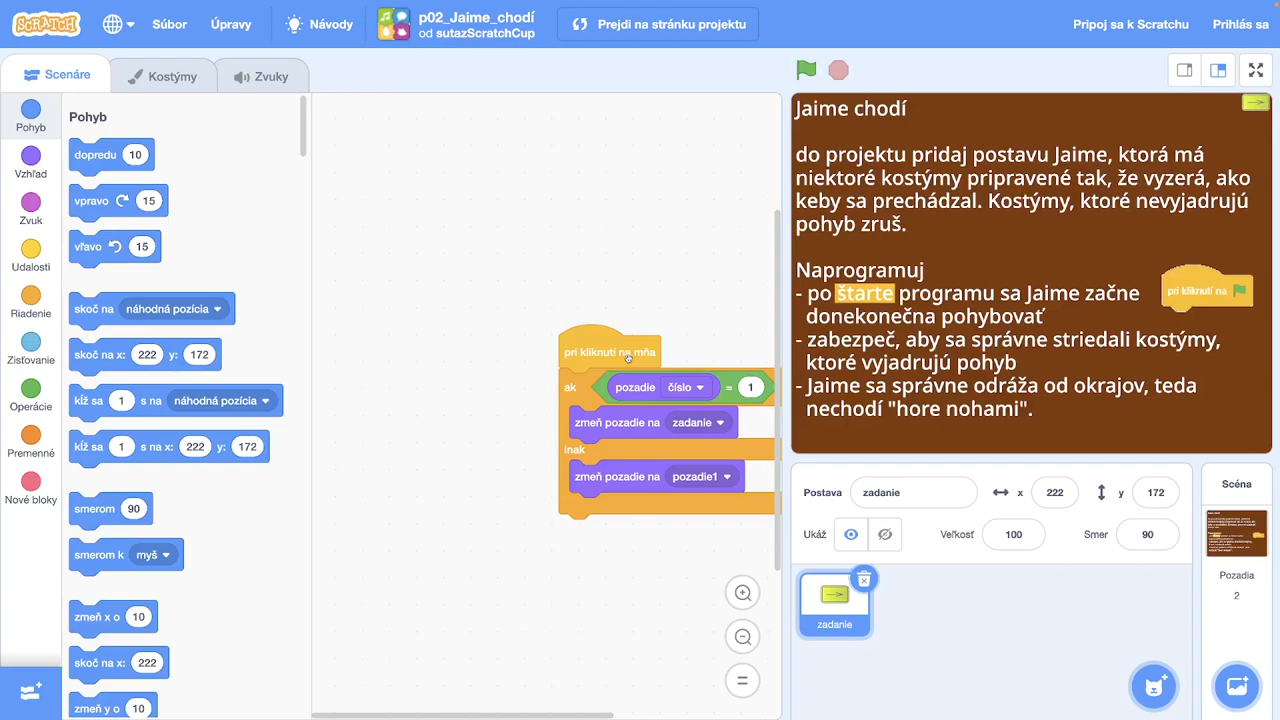 SCRATCH
Súbor
Úpravy
Návody
p02_Jaime_chodí
od sutazScratchCup
Prejdi na stránku projektu
Pripoj sa k Scratchu
Prihlás sa
Scenáre
Kostýmy
Zvuky
Pohyb
Vzhľad
Zvuk
Udalosti
Riadenie
Zisťovanie
Operácie
Premenné
Nové bloky
Pohyb
dopredu 10
vpravo 15
vľavo 15
skoč na náhodná pozícia
skoč na x: 222 y: 172
kĺž sa 1 s na náhodná pozícia
kĺž sa 1 s na x: 222 y: 172
smerom 90
smerom k myš
zmeň x o 10
skoč na x: 222
zmeň y o 10
pri kliknutí na mňa
ak pozadie číslo = 1
zmeň pozadie na zadanie
inak
zmeň pozadie na pozadie1
Jaime chodí
do projektu pridaj postavu Jaime, ktorá má
niektoré kostýmy pripravené tak, že vyzerá, ako
keby sa prechádzal. Kostýmy, ktoré nevyjadrujú
pohyb zruš.
Naprogramuj
- po štarte programu sa Jaime začne
donekonečna pohybovať
- zabezpeč, aby sa správne striedali kostýmy,
ktoré vyjadrujú pohyb
- Jaime sa správne odráža od okrajov, teda
nechodí "hore nohami".
pri kliknutí na
Postava zadanie x 222 y 172
Ukáž Veľkosť 100 Smer 90
zadanie
Scéna
Pozadia
2